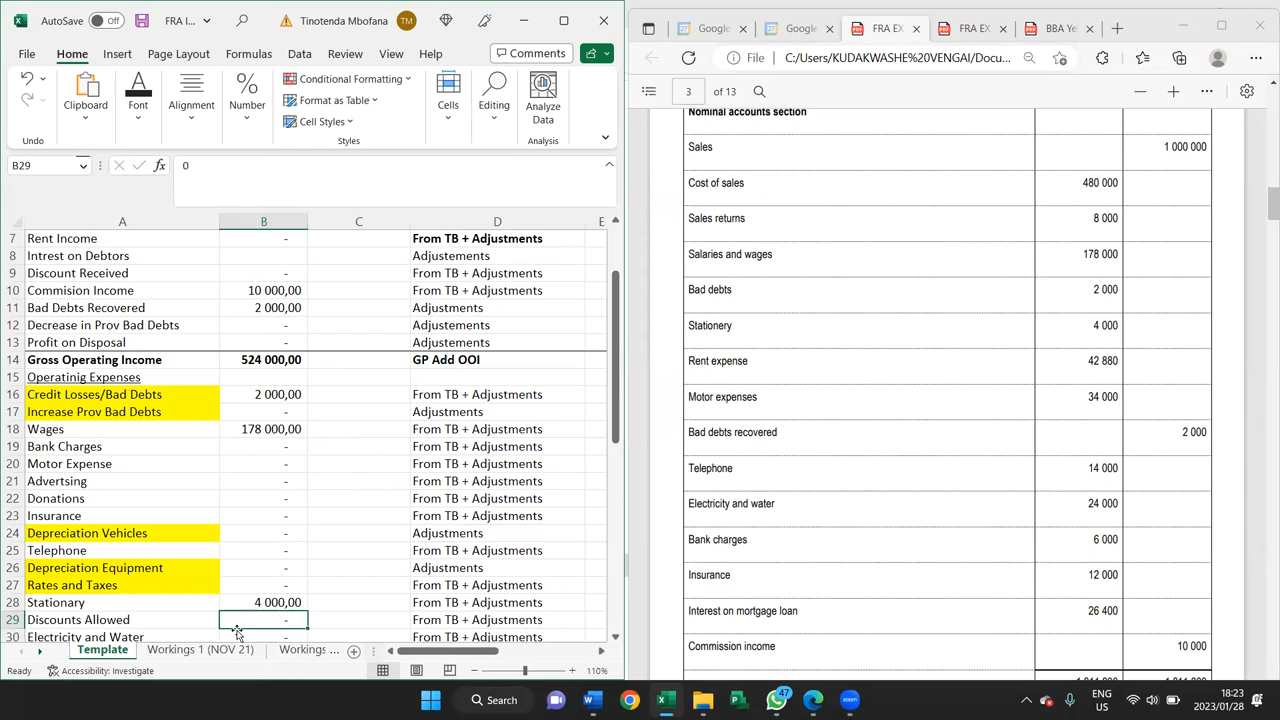 AutoSave Off FRA I... Tinotenda Mbofana TM
File Home Insert Page Layout Formulas Data Review View Help Comments
Undo
Clipboard
Font
Alignment
Number
Conditional Formatting
Format as Table
Cell Styles
Styles
Cells
Editing
Analyze Data
Analysis
B29 fx 0
A B C D E
7 Rent Income - From TB + Adjustments
8 Intrest on Debtors Adjustements
9 Discount Received - From TB + Adjustments
10 Commision Income 10 000,00 From TB + Adjustments
11 Bad Debts Recovered 2 000,00 Adjustments
12 Decrease in Prov Bad Debts - Adjustements
13 Profit on Disposal - Adjustements
14 Gross Operating Income 524 000,00 GP Add OOI
15 Operatinig Expenses
16 Credit Losses/Bad Debts 2 000,00 From TB + Adjustments
17 Increase Prov Bad Debts - Adjustments
18 Wages 178 000,00 From TB + Adjustments
19 Bank Charges - From TB + Adjustments
20 Motor Expense - From TB + Adjustments
21 Advertsing - From TB + Adjustments
22 Donations - From TB + Adjustments
23 Insurance - From TB + Adjustments
24 Depreciation Vehicles - Adjustments
25 Telephone - From TB + Adjustments
26 Depreciation Equipment - Adjustments
27 Rates and Taxes - From TB + Adjustments
28 Stationary 4 000,00 From TB + Adjustments
29 Discounts Allowed - From TB + Adjustments
30 Electricity and Water - From TB + Adjustments
Template Workings 1 (NOV 21) Workings ...
Ready Accessibility: Investigate 110%
Google Google FRA EX FRA EX BBA Ye
File C:/Users/KUDAKWASHE%20VENGAI/Docu...
3 of 13
Nominal accounts section
Sales 1 000 000
Cost of sales 480 000
Sales returns 8 000
Salaries and wages 178 000
Bad debts 2 000
Stationery 4 000
Rent expense 42 880
Motor expenses 34 000
Bad debts recovered 2 000
Telephone 14 000
Electricity and water 24 000
Bank charges 6 000
Insurance 12 000
Interest on mortgage loan 26 400
Commission income 10 000
Search 47 ENG US 18:23 2023/01/28